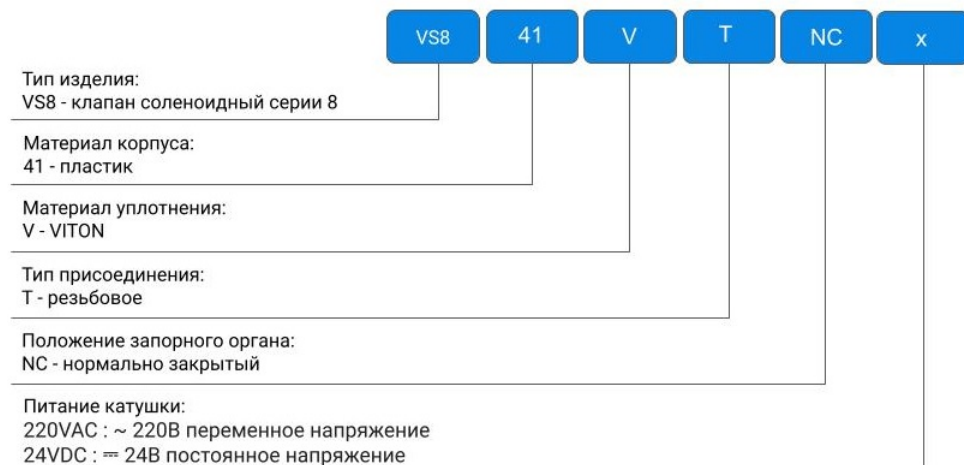 VS8 41 V T NC x
Тип изделия:
VS8 - клапан соленоидный серии 8
Материал корпуса:
41 - пластик
Материал уплотнения:
V - VITON
Тип присоединения:
T - резьбовое
Положение запорного органа:
NC - нормально закрытый
Питание катушки:
220VAC : ~ 220В переменное напряжение
24VDC : ⎓ 24В постоянное напряжение